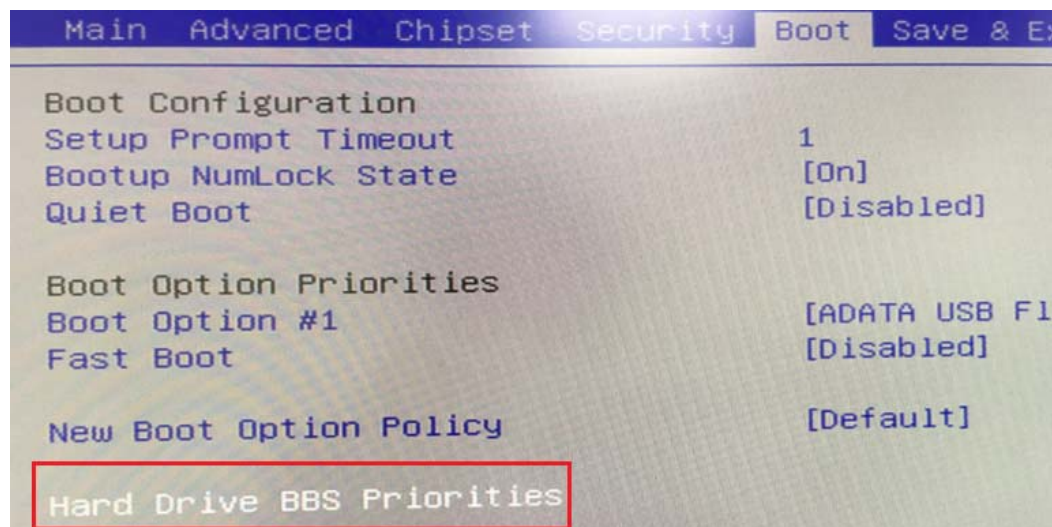 Main Advanced Chipset Security Boot Save & E
Boot Configuration
Setup Prompt Timeout 1
Bootup NumLock State [On]
Quiet Boot [Disabled]
Boot Option Priorities
Boot Option #1 [ADATA USB Fl
Fast Boot [Disabled]
New Boot Option Policy [Default]
Hard Drive BBS Priorities